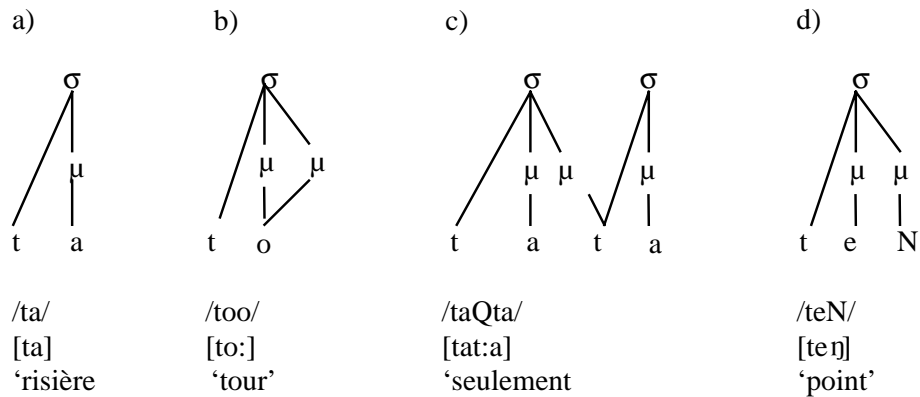 a) b) c) d)
σ σ σ σ σ
μ μ μ μ μ μ μ μ
t a t o t a t a t e N
/ta/ /too/ /taQta/ /teN/
[ta] [to:] [tat:a] [teŋ]
‘risière ‘tour’ ‘seulement ‘point’